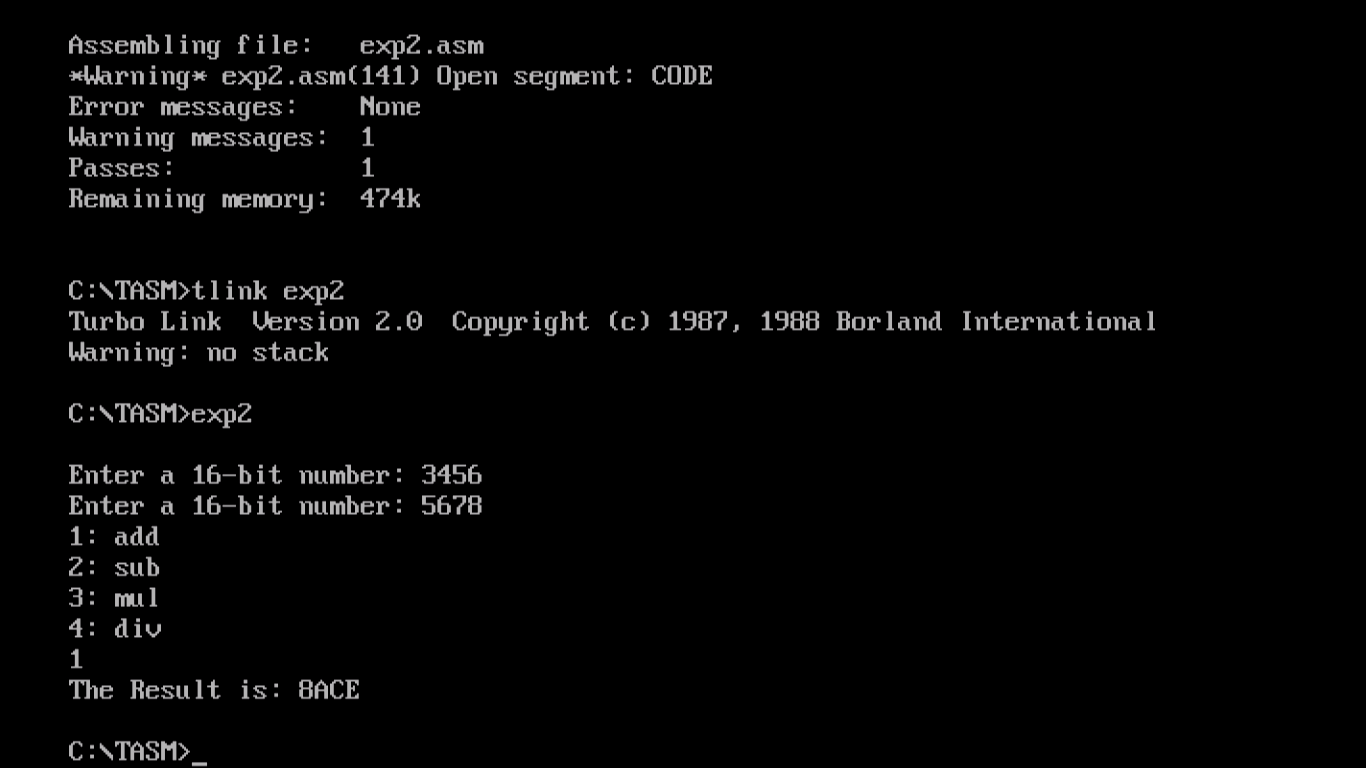 Assembling file:   exp2.asm
*Warning* exp2.asm(141) Open segment: CODE
Error messages:    None
Warning messages:  1
Passes:            1
Remaining memory:  474k
C:\TASM>tlink exp2
Turbo Link  Version 2.0  Copyright (c) 1987, 1988 Borland International
Warning: no stack
C:\TASM>exp2
Enter a 16-bit number: 3456
Enter a 16-bit number: 5678
1: add
2: sub
3: mul
4: div
1
The Result is: 8ACE
C:\TASM>_